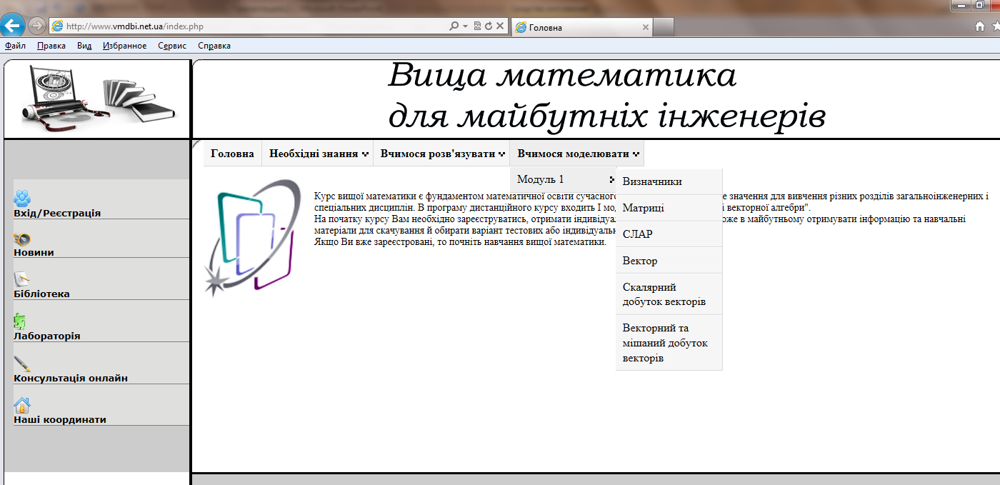 http://www.vmdbi.net.ua/index.php
Головна
Файл Правка Вид Избранное Сервис Справка
Вища математика
для майбутніх інженерів
Головна Необхідні знання Вчимося розв'язувати Вчимося моделювати
Модуль 1
Визначники
Матриці
СЛАР
Вектор
Скалярний
добуток векторів
Векторний та
мішаний добуток
векторів
Курс вищої математики є фундаментом математичної освіти сучасного е значення для вивчення різних розділів загальноінженерних і
спеціальних дисциплін. В програму дистанційного курсу входить І мо і векторної алгебри".
На початку курсу Вам необхідно зареєструватись, отримати індивідуа оже в майбутньому отримувати інформацію та навчальні
матеріали для скачування й обирати варіант тестових або індивідуальн
Якщо Ви вже зареєстровані, то почніть навчання вищої математики.
Вхід/Реєстрація
Новини
Бібліотека
Лабораторія
Консультація онлайн
Наші координати